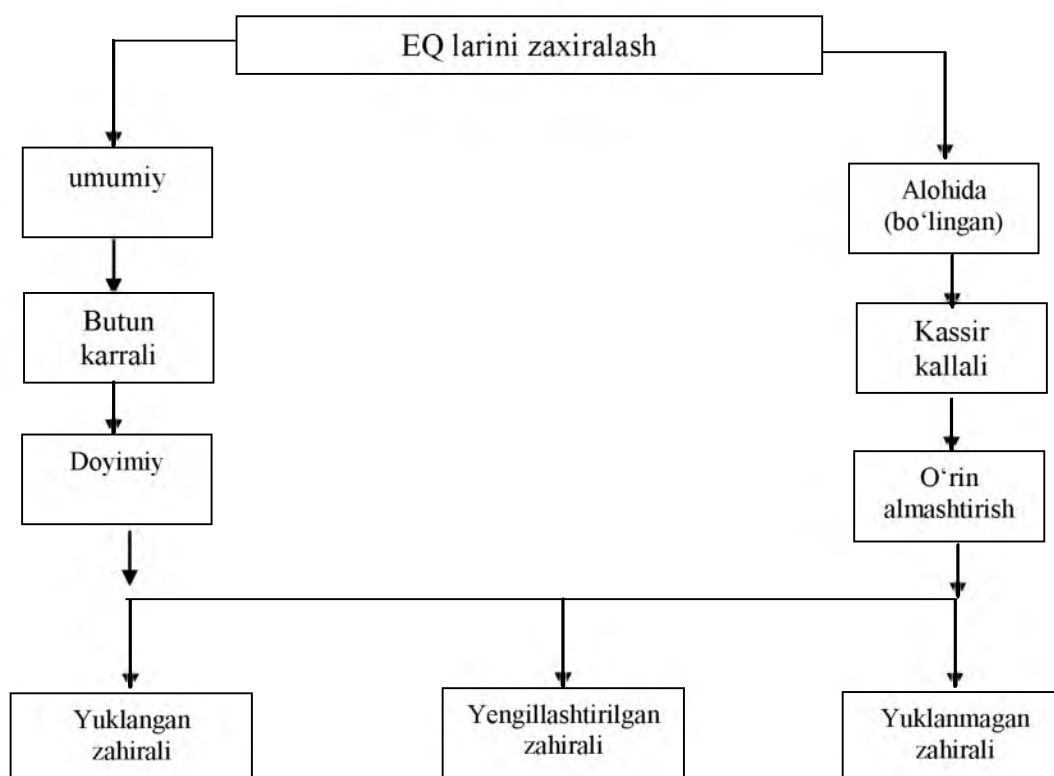 EQ larini zaxiralash
umumiy
Alohida
(bo‘lingan)
Butun
karrali
Kassir
kallali
Doyimiy
O‘rin
almashtirish
Yuklangan
zahirali
Yengillashtirilgan
zahirali
Yuklanmagan
zahirali